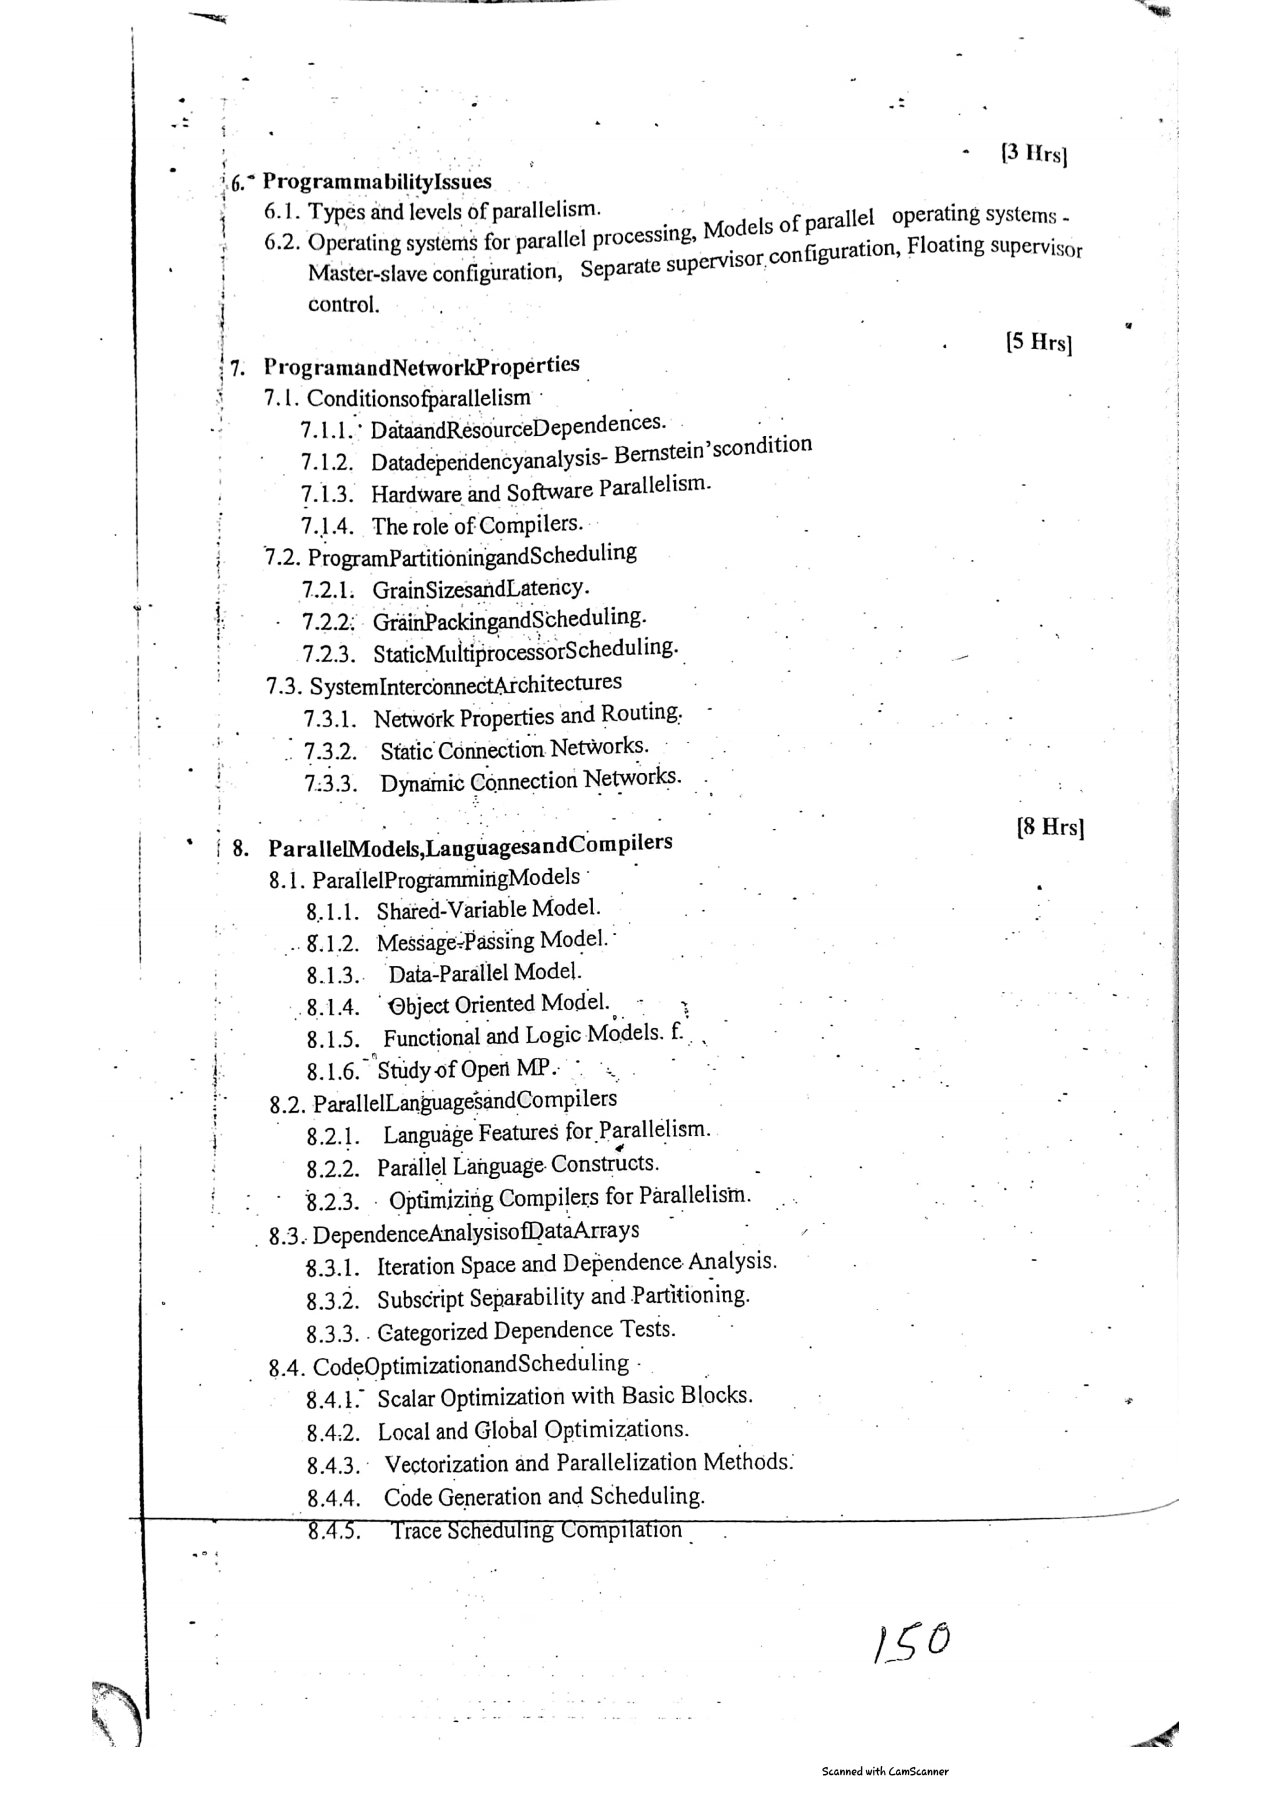 [3 Hrs]
6. ProgrammabilityIssues
6.1. Types and levels of parallelism.
6.2. Operating systems for parallel processing, Models of parallel operating systems -
Master-slave configuration, Separate supervisor configuration, Floating supervisor
control.
[5 Hrs]
7. ProgramandNetworkProperties
7.1. Conditionsofparallelism
7.1.1. DataandResourceDependences.
7.1.2. Datadependencyanalysis- Bernstein'scondition
7.1.3. Hardware and Software Parallelism.
7.1.4. The role of Compilers.
7.2. ProgramPartitioningandScheduling
7.2.1. GrainSizesandLatency.
7.2.2. GrainPackingandScheduling.
7.2.3. StaticMultiprocessorScheduling.
7.3. SystemInterconnectArchitectures
7.3.1. Network Properties and Routing.
7.3.2. Static Connection Networks.
7.3.3. Dynamic Connection Networks.
[8 Hrs]
8. ParallelModels,LanguagesandCompilers
8.1. ParallelProgrammingModels
8.1.1. Shared-Variable Model.
8.1.2. Message-Passing Model.
8.1.3. Data-Parallel Model.
8.1.4. Object Oriented Model.
8.1.5. Functional and Logic Models. f.
8.1.6. Study of Open MP.
8.2. ParallelLanguagesandCompilers
8.2.1. Language Features for Parallelism.
8.2.2. Parallel Language Constructs.
8.2.3. Optimizing Compilers for Parallelism.
8.3. DependenceAnalysisofDataArrays
8.3.1. Iteration Space and Dependence Analysis.
8.3.2. Subscript Separability and Partitioning.
8.3.3. Categorized Dependence Tests.
8.4. CodeOptimizationandScheduling
8.4.1. Scalar Optimization with Basic Blocks.
8.4.2. Local and Global Optimizations.
8.4.3. Vectorization and Parallelization Methods.
8.4.4. Code Generation and Scheduling.
8.4.5. Trace Scheduling Compilation
150
Scanned with CamScanner